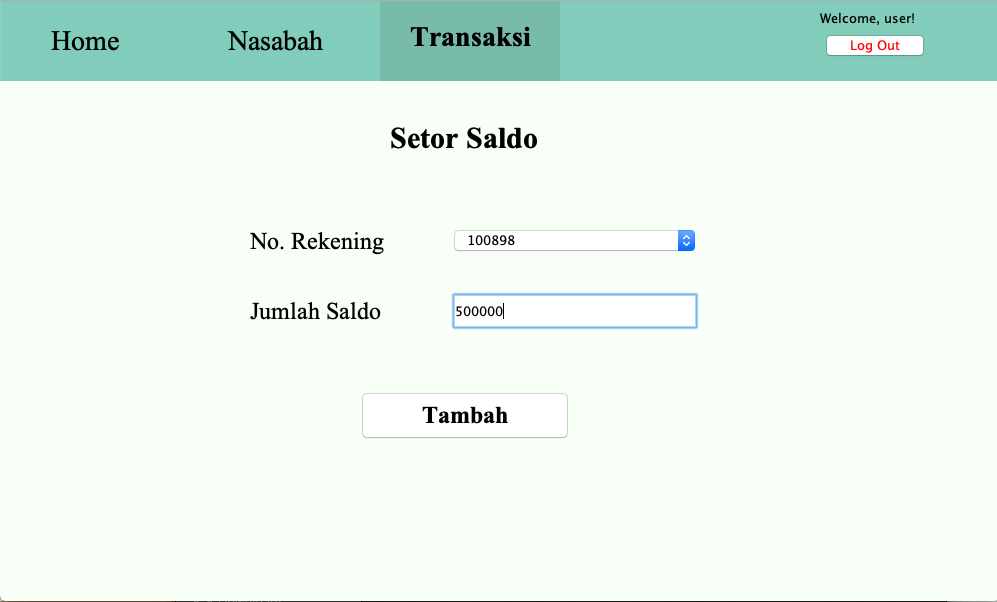 Home
Nasabah
Transaksi
Welcome, user!
Log Out
Setor Saldo
No. Rekening
100898
Jumlah Saldo
500000
Tambah